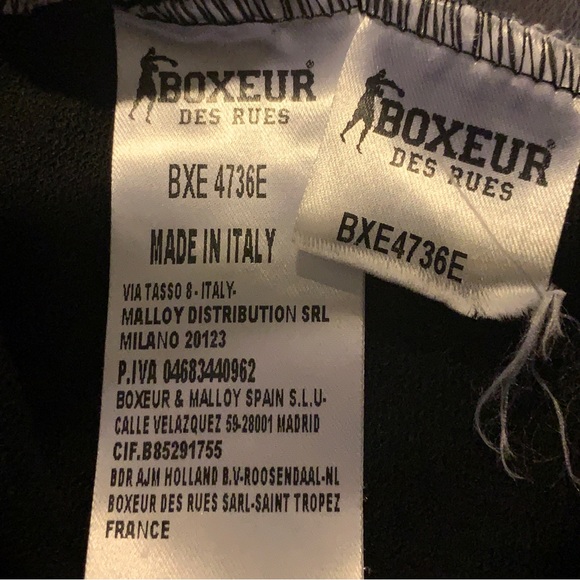 BOXEUR®
DES RUES
BXE 4736E
MADE IN ITALY
VIA TASSO 8 - ITALY-
MALLOY DISTRIBUTION SRL
MILANO 20123
P.IVA 04683440962
BOXEUR & MALLOY SPAIN S.L.U-
CALLE VELAZQUEZ 59-28001 MADRID
CIF.B85291755
BDR AJM HOLLAND B.V-ROOSENDAAL-NL
BOXEUR DES RUES SARL-SAINT TROPEZ
FRANCE
BOXEUR®
DES RUES
BXE4736E